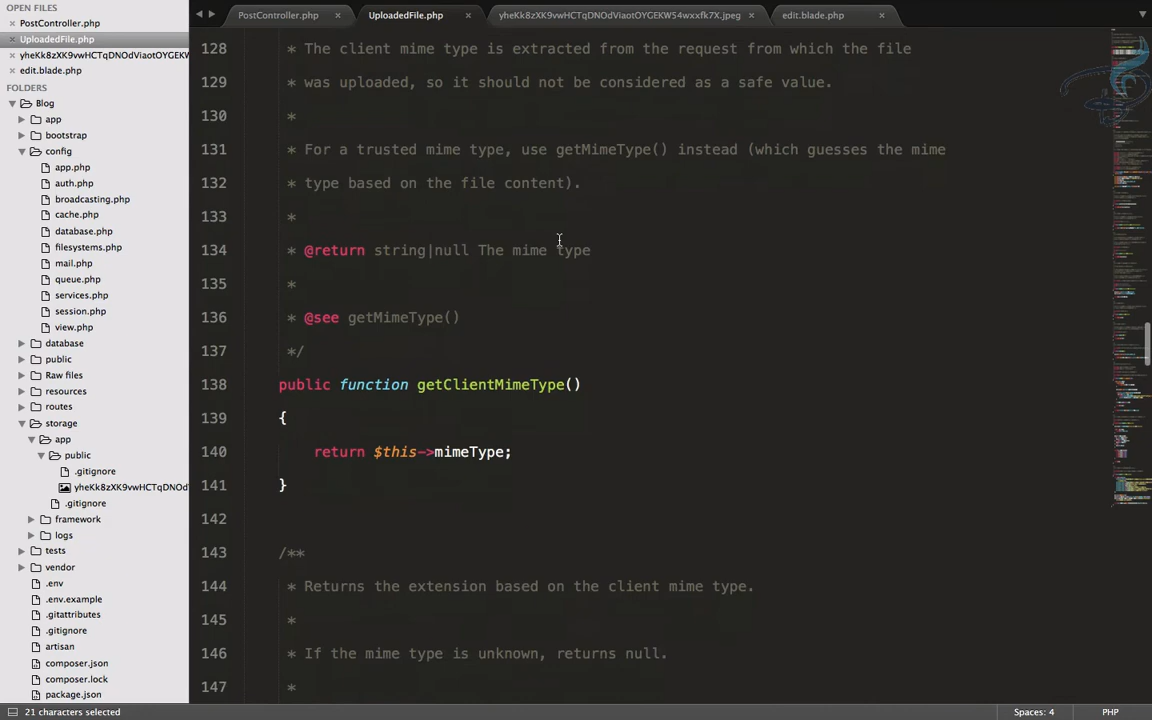 OPEN FILES
PostController.php
UploadedFile.php
yheKk8zXK9vwHCTqDNOdViaotOYGEKW
edit.blade.php
FOLDERS
Blog
app
bootstrap
config
app.php
auth.php
broadcasting.php
cache.php
database.php
filesystems.php
mail.php
queue.php
services.php
session.php
view.php
database
public
Raw files
resources
routes
storage
app
public
.gitignore
yheKk8zXK9vwHCTqDNOd
.gitignore
framework
logs
tests
vendor
.env
.env.example
.gitattributes
.gitignore
artisan
composer.json
composer.lock
package.json
PostController.php
UploadedFile.php
yheKk8zXK9vwHCTqDNOdViaotOYGEKW54wxxfk7X.jpeg
edit.blade.php
128 * The client mime type is extracted from the request from which the file
129 * was uploaded, so it should not be considered as a safe value.
130 *
131 * For a trusted mime type, use getMimeType() instead (which guesses the mime
132 * type based on the file content).
133 *
134 * @return string|null The mime type
135 *
136 * @see getMimeType()
137 */
138 public function getClientMimeType()
139 {
140 return $this->mimeType;
141 }
142
143 /**
144 * Returns the extension based on the client mime type.
145 *
146 * If the mime type is unknown, returns null.
147 *
21 characters selected
Spaces: 4
PHP